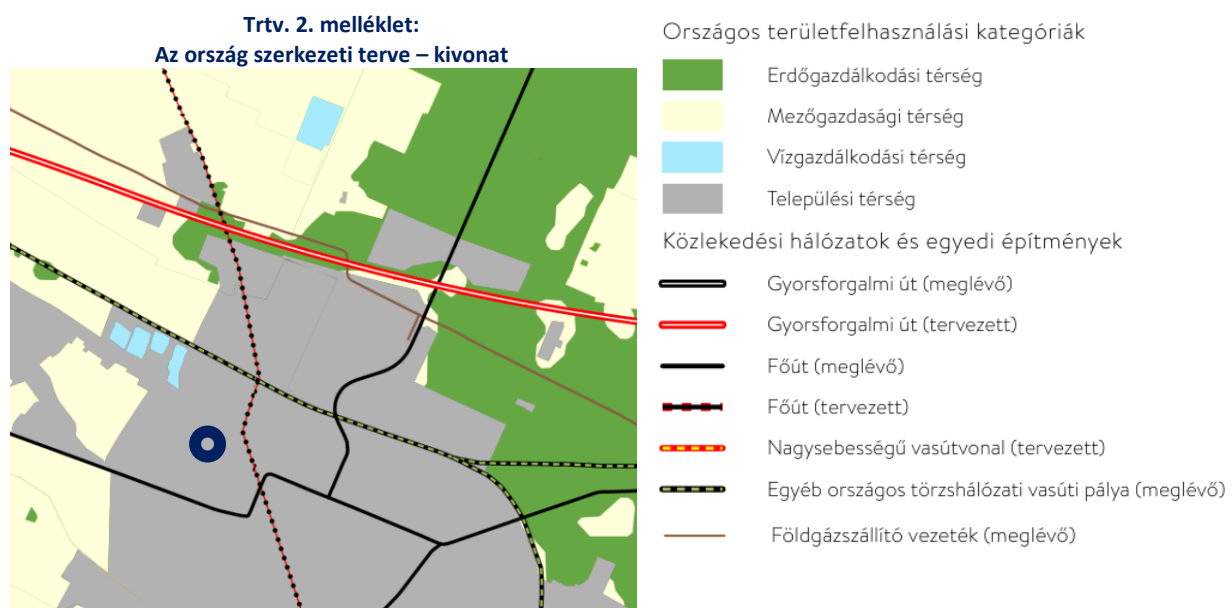 Trtv. 2. melléklet:
Az ország szerkezeti terve – kivonat
Országos területfelhasználási kategóriák
Erdőgazdálkodási térség
Mezőgazdasági térség
Vízgazdálkodási térség
Települési térség
Közlekedési hálózatok és egyedi építmények
Gyorsforgalmi út (meglévő)
Gyorsforgalmi út (tervezett)
Főút (meglévő)
Főút (tervezett)
Nagysebességű vasútvonal (tervezett)
Egyéb országos törzshálózati vasúti pálya (meglévő)
Földgázszállító vezeték (meglévő)